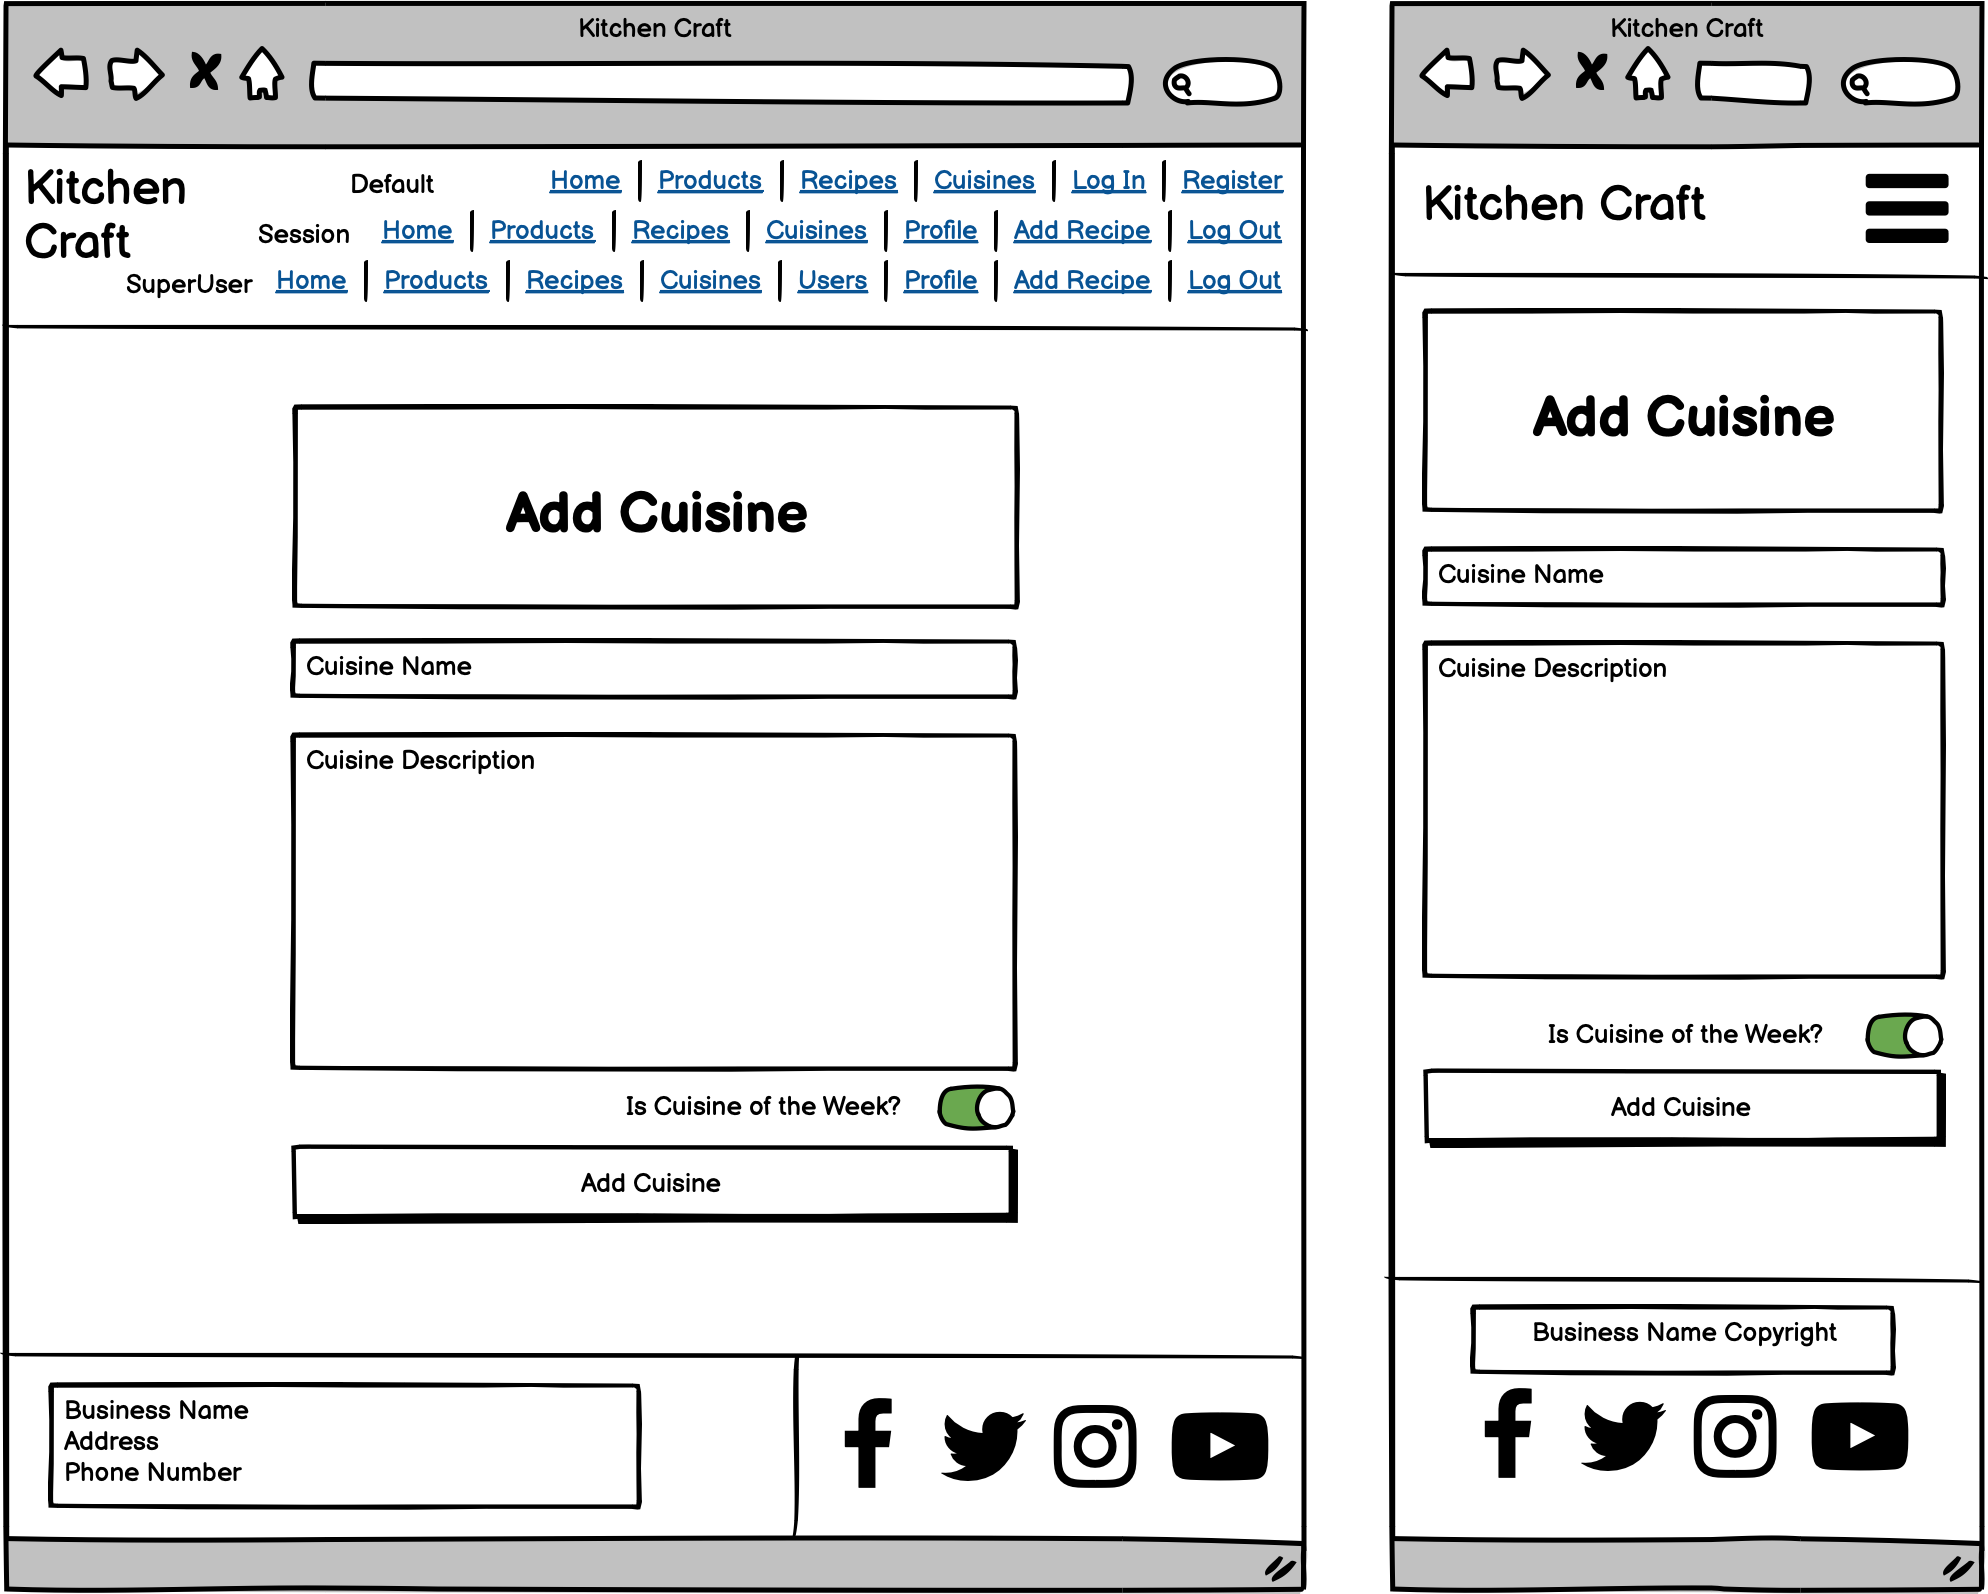 Kitchen Craft
Kitchen
Craft
Default Home Products Recipes Cuisines Log In Register
Session Home Products Recipes Cuisines Profile Add Recipe Log Out
SuperUser Home Products Recipes Cuisines Users Profile Add Recipe Log Out
Add Cuisine
Cuisine Name
Cuisine Description
Is Cuisine of the Week?
Add Cuisine
Business Name
Address
Phone Number
Kitchen Craft
Kitchen Craft
Add Cuisine
Cuisine Name
Cuisine Description
Is Cuisine of the Week?
Add Cuisine
Business Name Copyright